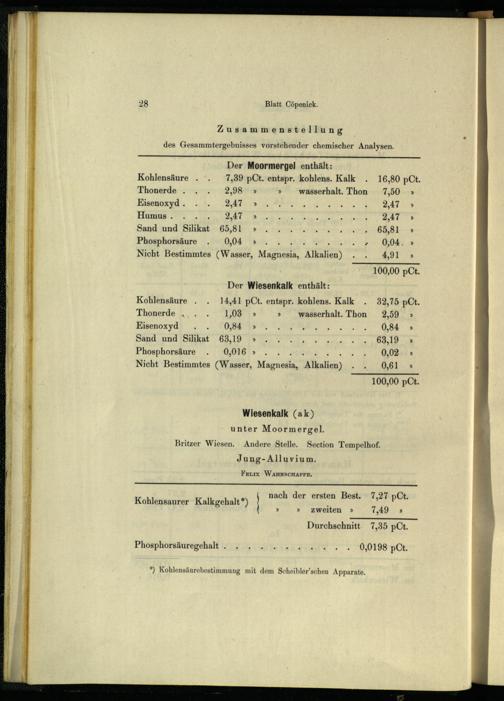 28
Blatt Cöpenick.
Zusammenstellung
des Gesammtergebnisses vorstehender chemischer Analysen.
Der Moormergel enthält:
Kohlensäure . . 7,39 pCt. entspr. kohlens. Kalk . 16,80 pCt.
Thonerde . . . 2,98 » » wasserhalt. Thon 7,50 »
Eisenoxyd . . 2,47 » . . . . . . . . . 2,47 »
Humus . . . . 2,47 » . . . . . . . . . 2,47 »
Sand und Silikat 65,81 » . . . . . . . . . 65,81 »
Phosphorsäure . 0,04 » . . . . . . . . . 0,04 »
Nicht Bestimmtes (Wasser, Magnesia, Alkalien) . . 4,91 »
100,00 pCt.
Der Wiesenkalk enthält:
Kohlensäure . . 14,41 pCt. entspr. kohlens. Kalk . 32,75 pCt.
Thonerde . . . 1,03 » » wasserhalt. Thon 2,59 »
Eisenoxyd . . 0,84 » . . . . . . . . . 0,84 »
Sand und Silikat 63,19 » . . . . . . . . . 63,19 »
Phosphorsäure . 0,016 » . . . . . . . . . 0,02 »
Nicht Bestimmtes (Wasser, Magnesia, Alkalien) . . 0,61 »
100,00 pCt.
Wiesenkalk (ak)
unter Moormergel.
Britzer Wiesen. Andere Stelle. Section Tempelhof.
Jung-Alluvium.
Felix Wahnschaffe.
Kohlensaurer Kalkgehalt*) { nach der ersten Best. 7,27 pCt.
» » zweiten » 7,49 »
Durchschnitt 7,35 pCt.
Phosphorsäuregehalt . . . . . . . . . . . 0,0198 pCt.
*) Kohlensäurebestimmung mit dem Scheibler'schen Apparate.